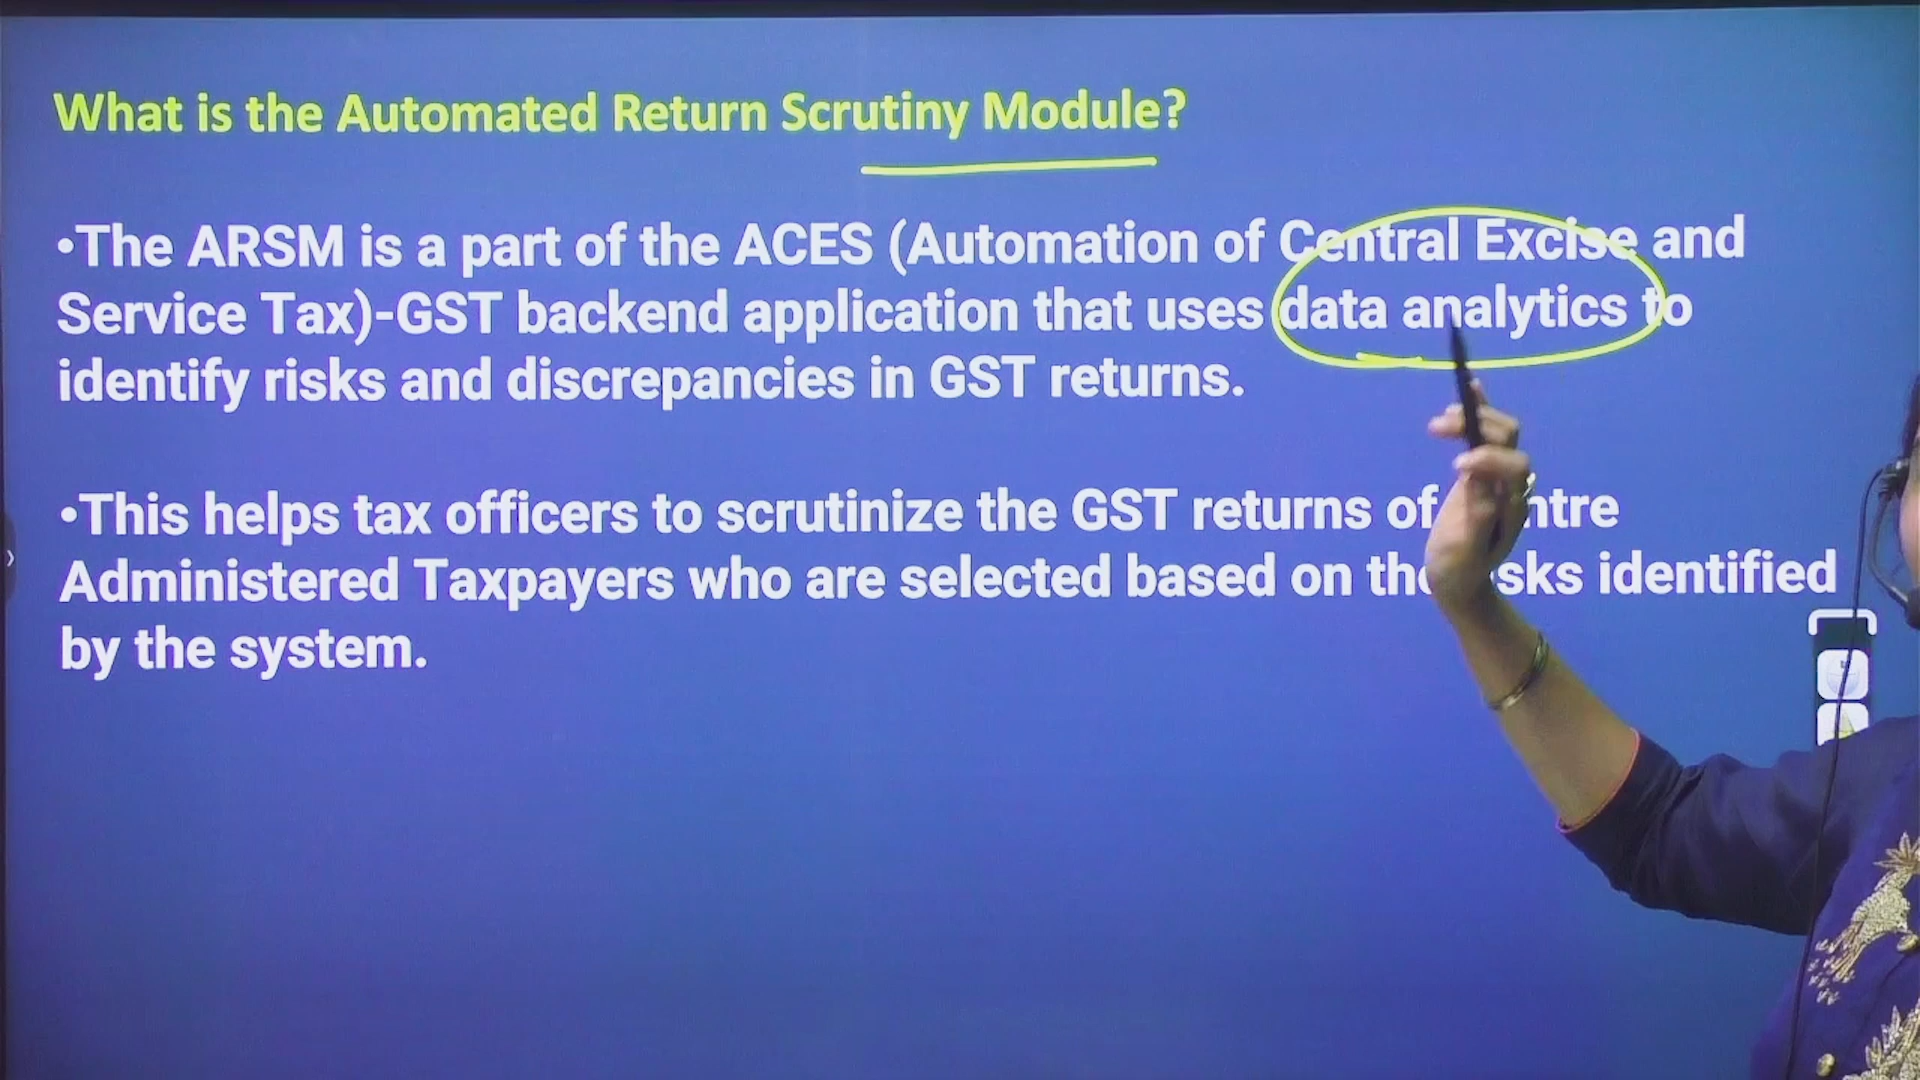 What is the Automated Return Scrutiny Module?
•The ARSM is a part of the ACES (Automation of Central Excise and
Service Tax)-GST backend application that uses data analytics to
identify risks and discrepancies in GST returns.
•This helps tax officers to scrutinize the GST returns of
Administered Taxpayers who are selected based on the identified
by the system.